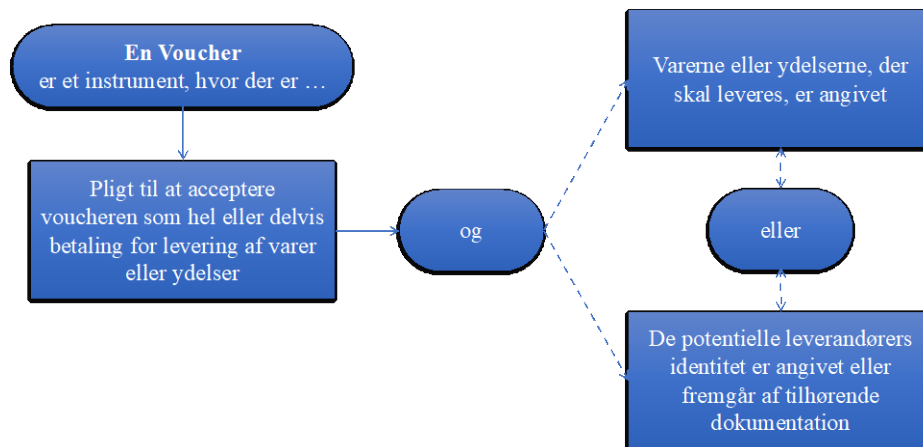 En Voucher
er et instrument, hvor der er …
Pligt til at acceptere
voucheren som hel eller delvis
betaling for levering af varer
eller ydelser
og
Varerne eller ydelserne, der
skal leveres, er angivet
eller
De potentielle leverandørers
identitet er angivet eller
fremgår af tilhørende
dokumentation